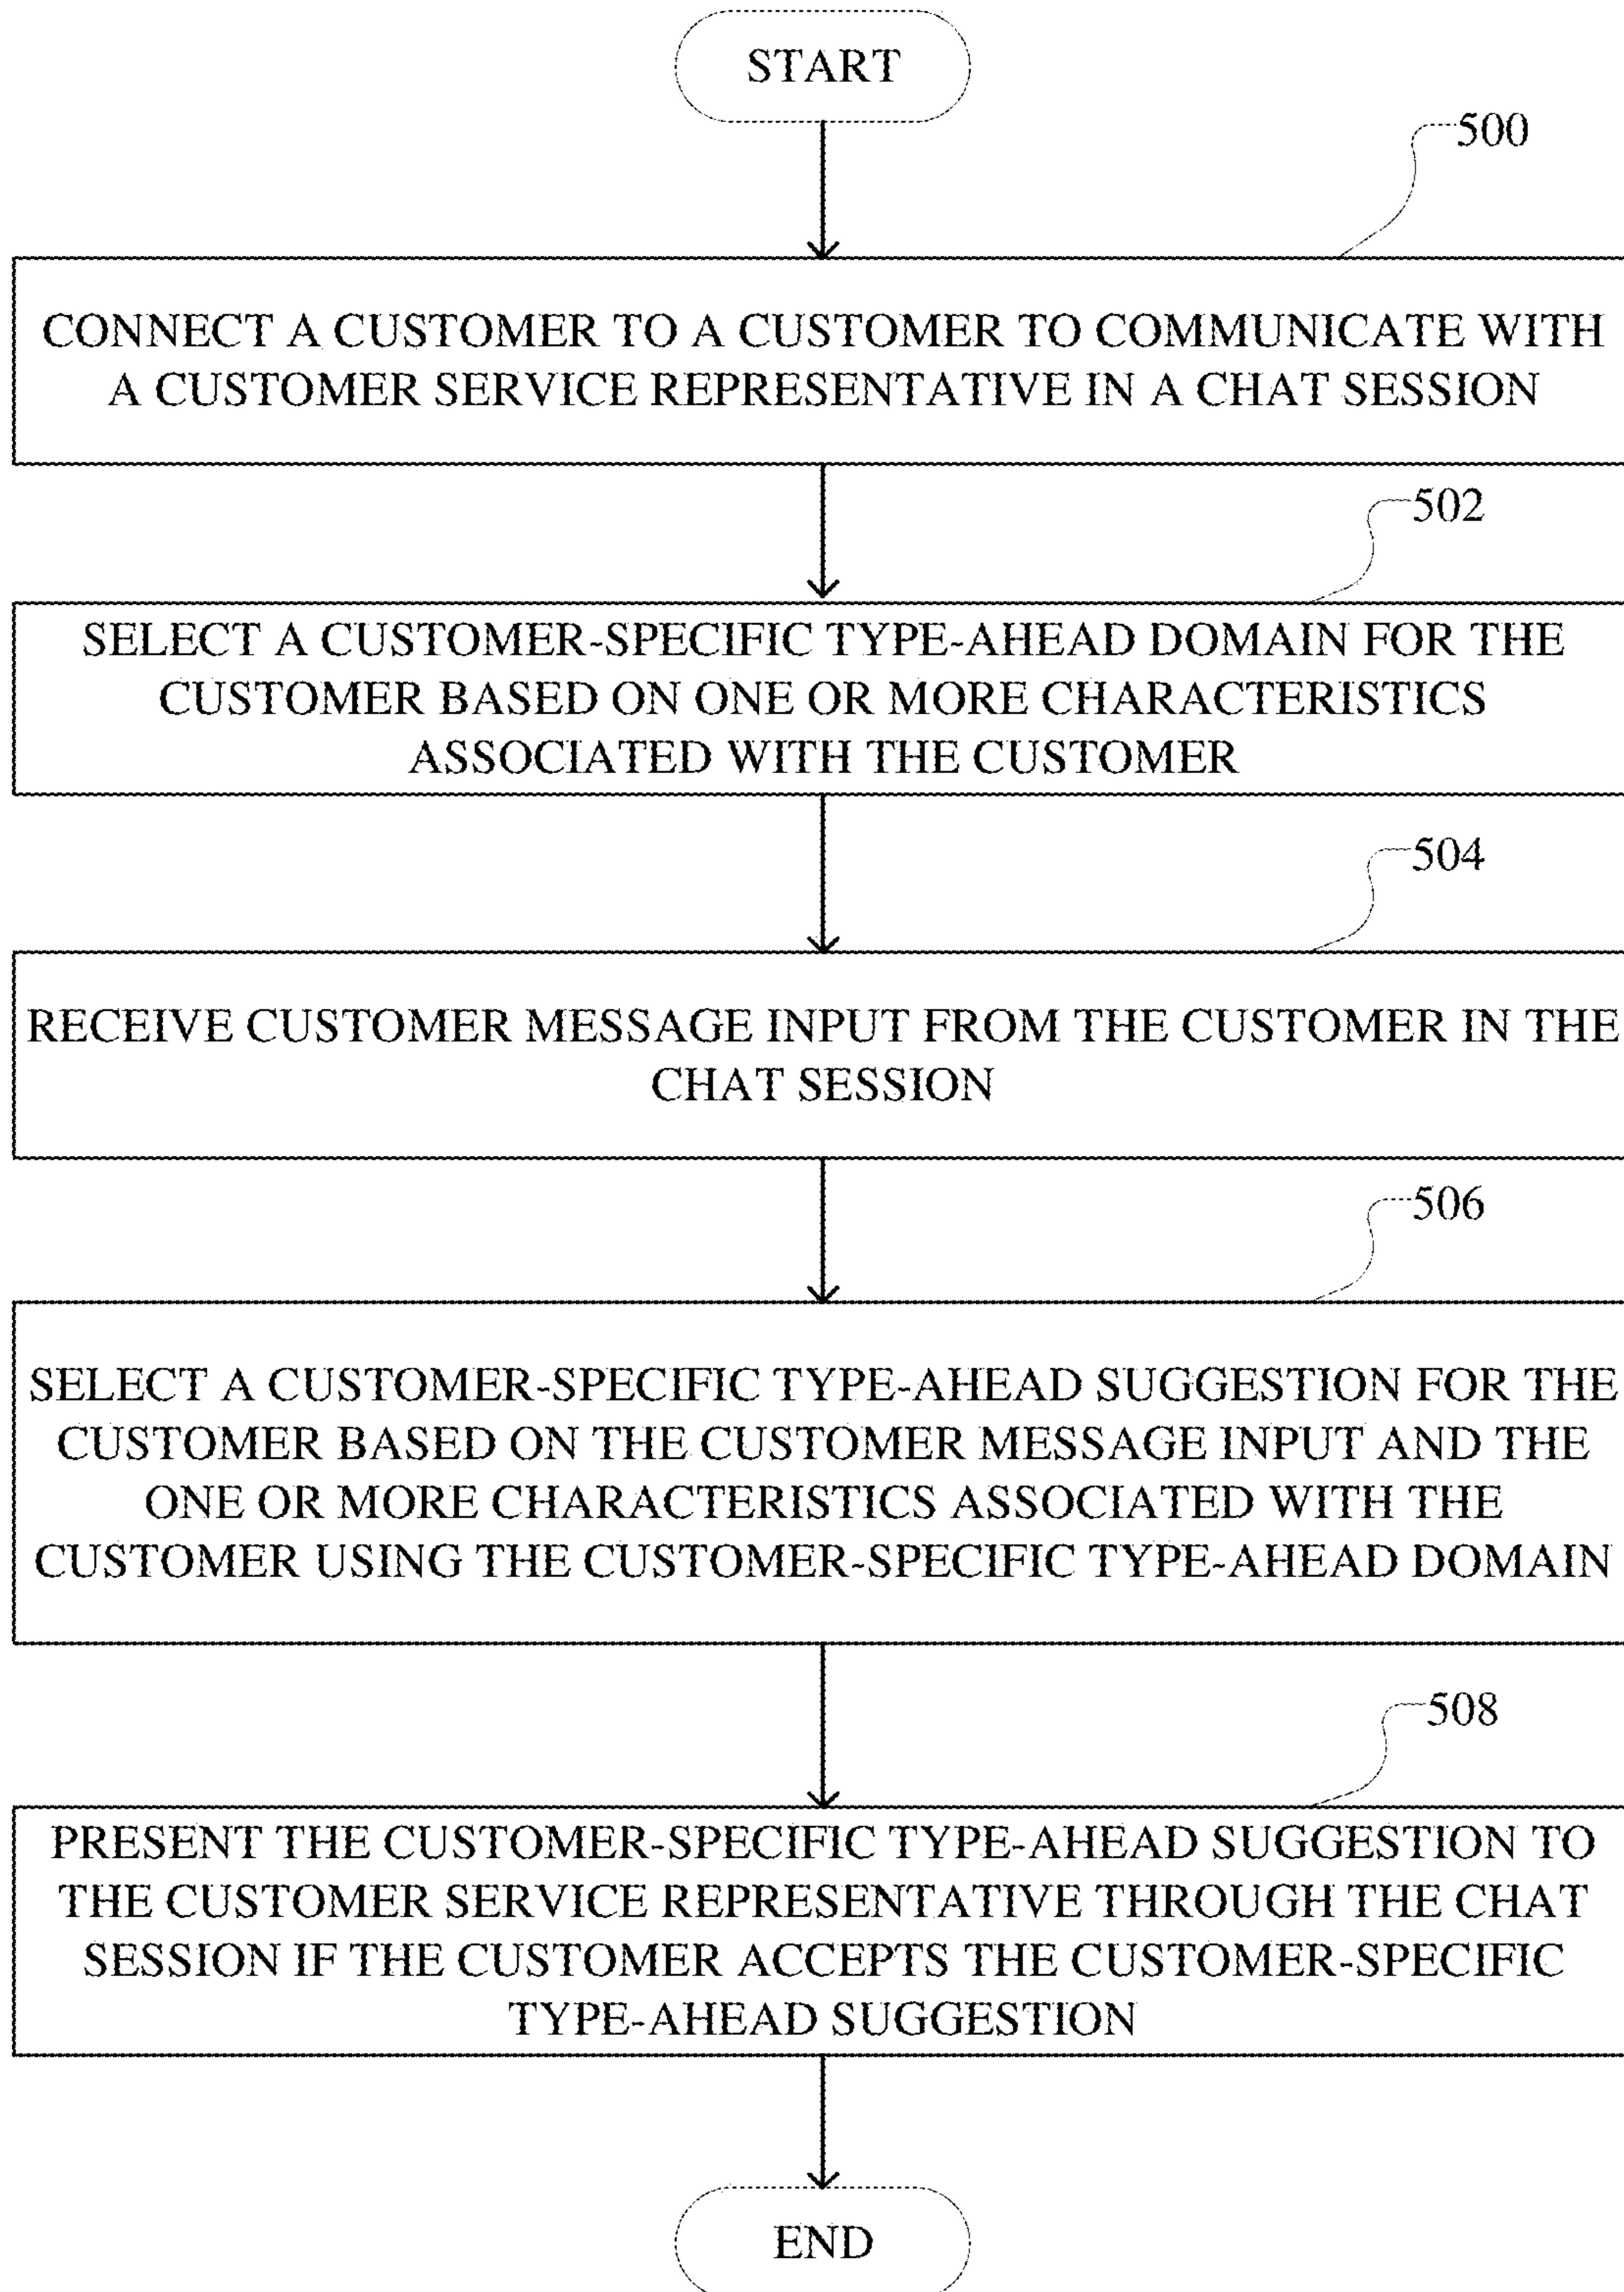 START
500
CONNECT A CUSTOMER TO A CUSTOMER TO COMMUNICATE WITH
A CUSTOMER SERVICE REPRESENTATIVE IN A CHAT SESSION
502
SELECT A CUSTOMER-SPECIFIC TYPE-AHEAD DOMAIN FOR THE
CUSTOMER BASED ON ONE OR MORE CHARACTERISTICS
ASSOCIATED WITH THE CUSTOMER
504
RECEIVE CUSTOMER MESSAGE INPUT FROM THE CUSTOMER IN THE
CHAT SESSION
506
SELECT A CUSTOMER-SPECIFIC TYPE-AHEAD SUGGESTION FOR THE
CUSTOMER BASED ON THE CUSTOMER MESSAGE INPUT AND THE
ONE OR MORE CHARACTERISTICS ASSOCIATED WITH THE
CUSTOMER USING THE CUSTOMER-SPECIFIC TYPE-AHEAD DOMAIN
508
PRESENT THE CUSTOMER-SPECIFIC TYPE-AHEAD SUGGESTION TO
THE CUSTOMER SERVICE REPRESENTATIVE THROUGH THE CHAT
SESSION IF THE CUSTOMER ACCEPTS THE CUSTOMER-SPECIFIC
TYPE-AHEAD SUGGESTION
END